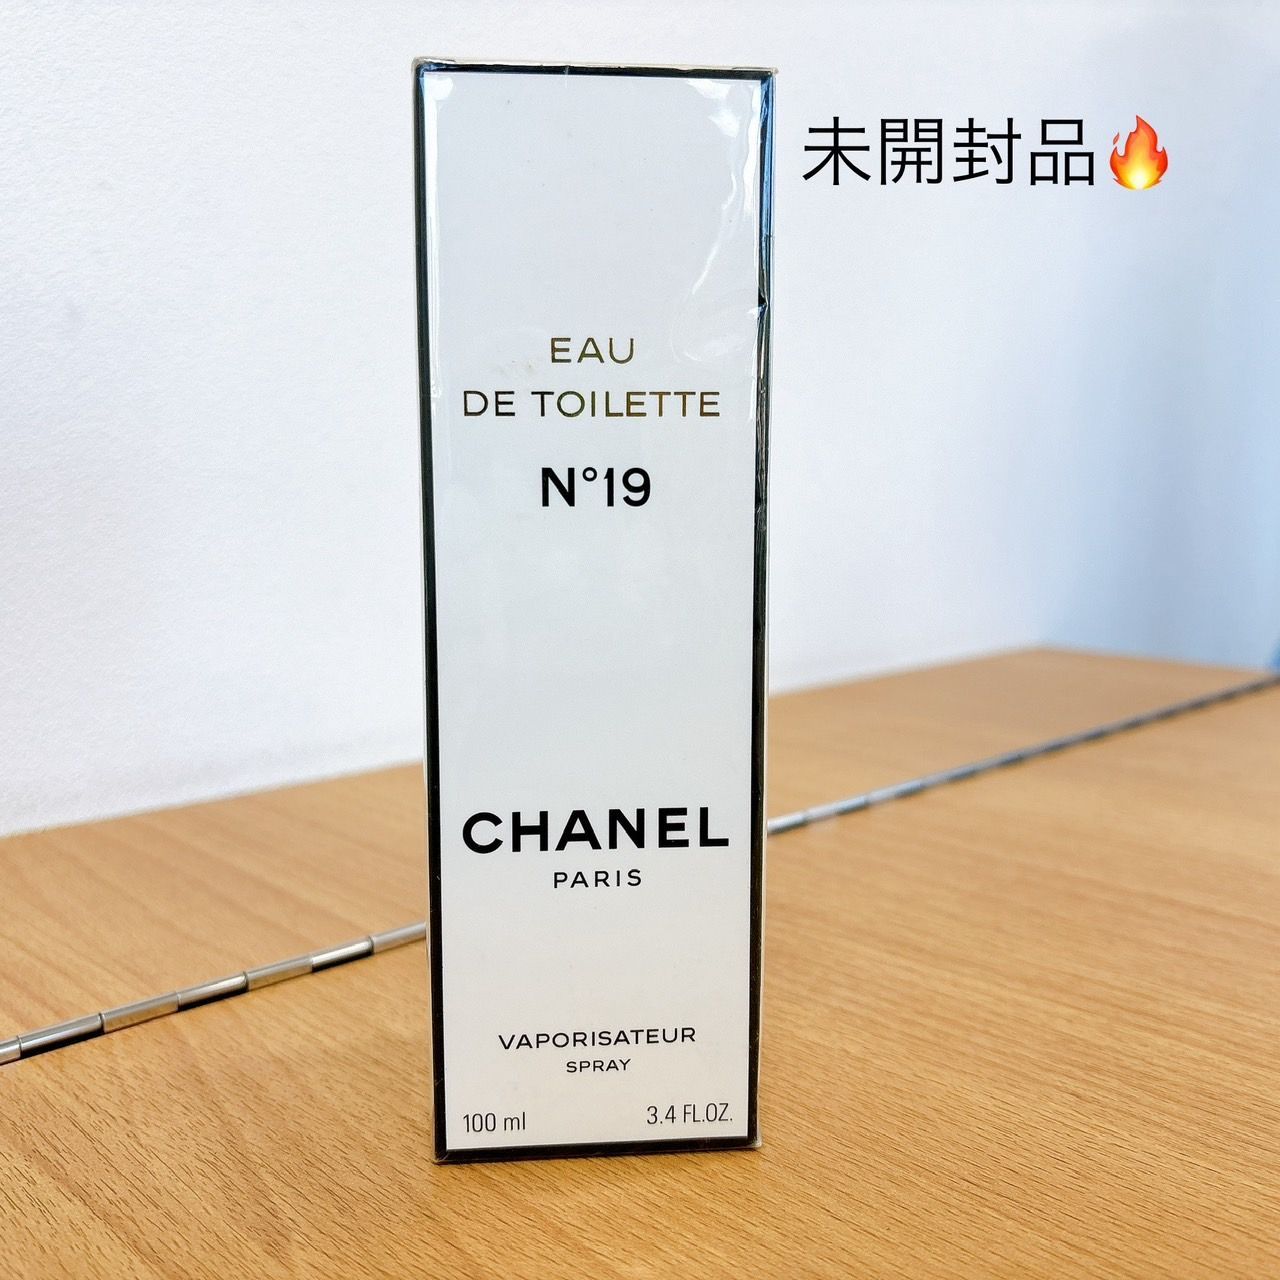 未開封品🔥
EAU
DE TOILETTE
N°19
CHANEL
PARIS
VAPORISATEUR
SPRAY
100 ml
3.4 FL.OZ.